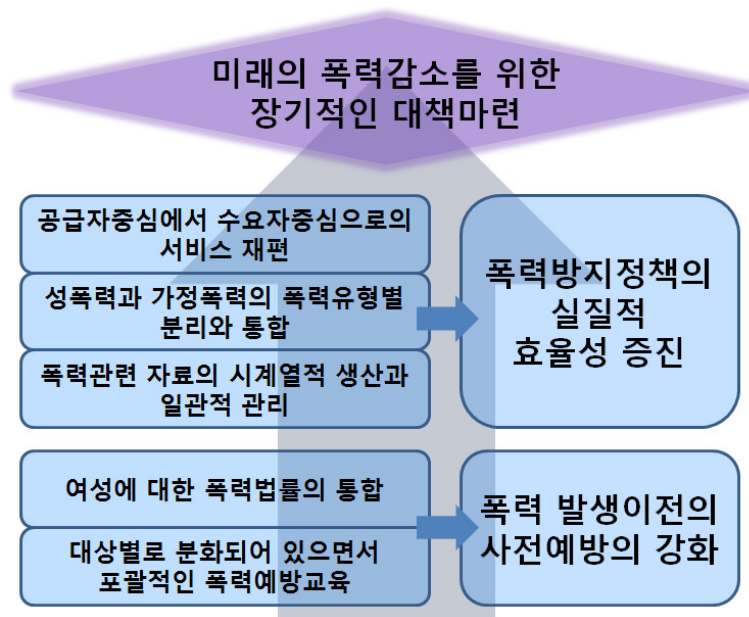 미래의 폭력감소를 위한
장기적인 대책마련
공급자중심에서 수요자중심으로의
서비스 재편
성폭력과 가정폭력의 폭력유형별
분리와 통합
폭력관련 자료의 시계열적 생산과
일관적 관리
폭력방지정책의
실질적
효율성 증진
여성에 대한 폭력법률의 통합
대상별로 분화되어 있으면서
포괄적인 폭력예방교육
폭력 발생이전의
사전예방의 강화